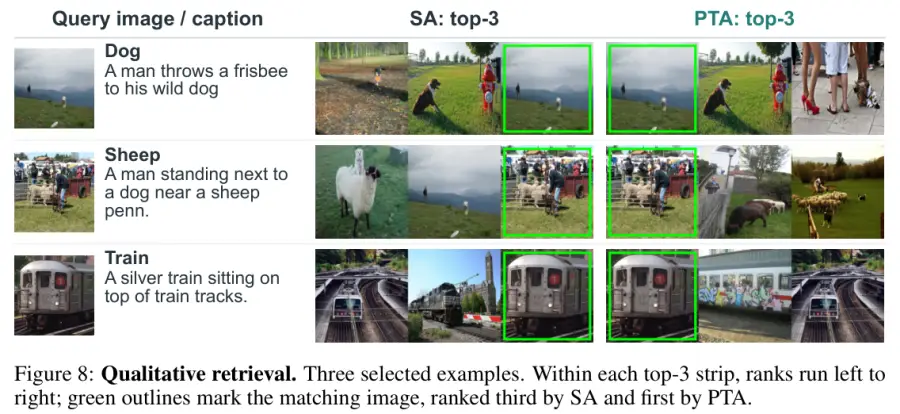 Query image / caption
SA: top-3
PTA: top-3
Dog
A man throws a frisbee
to his wild dog
Sheep
A man standing next to
a dog near a sheep
penn.
Train
A silver train sitting on
top of train tracks.
Figure 8: Qualitative retrieval. Three selected examples. Within each top-3 strip, ranks run left to
right; green outlines mark the matching image, ranked third by SA and first by PTA.